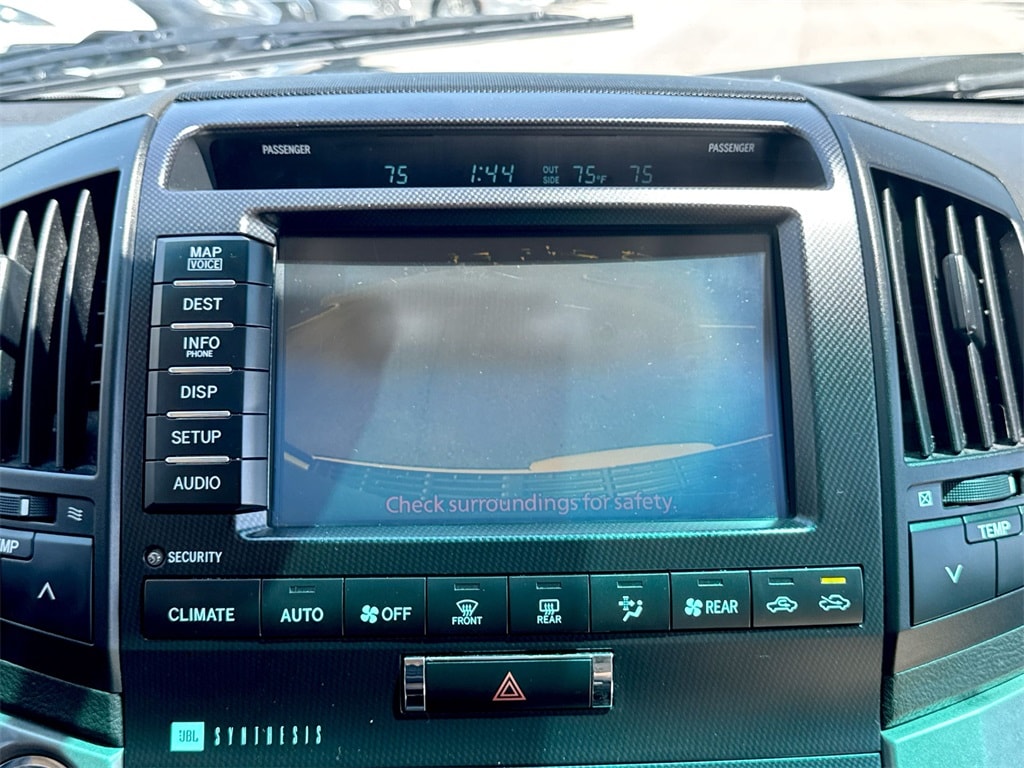 PASSENGER PASSENGER
75 1:44 OUT SIDE 75°F 75
MAP
VOICE
DEST
INFO
PHONE
DISP
SETUP
AUDIO
Check surroundings for safety.
SECURITY
TEMP
CLIMATE AUTO OFF FRONT REAR REAR
JBL SYNTHESIS